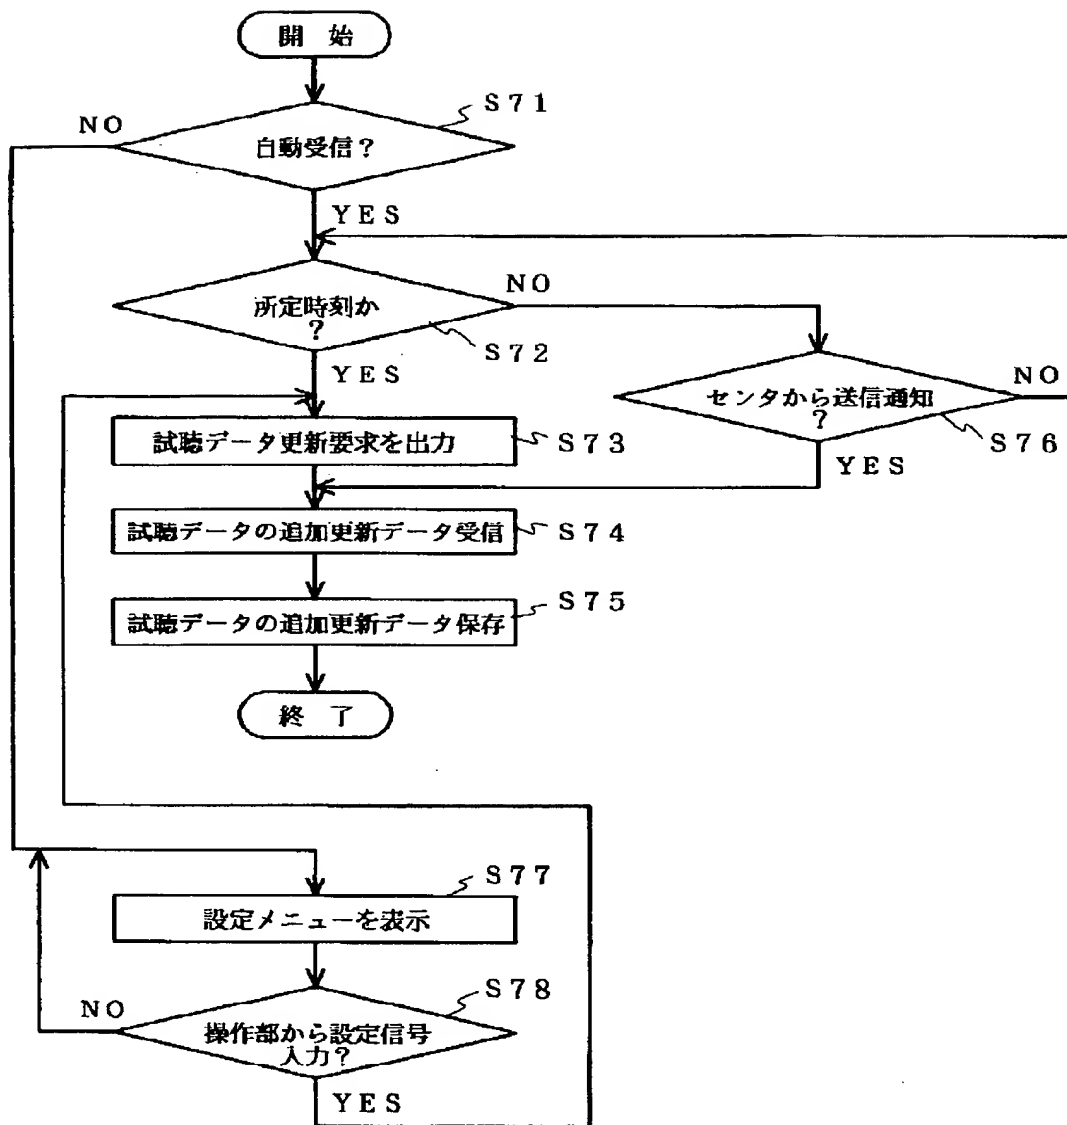 開 始
S71
NO
自動受信?
YES
所定時刻か
?
NO
S72
YES
センタから送信通知
?
NO
S76
YES
試聴データ更新要求を出力
S73
試聴データの追加更新データ受信
S74
試聴データの追加更新データ保存
S75
終 了
S77
設定メニューを表示
S78
NO
操作部から設定信号
入力?
YES